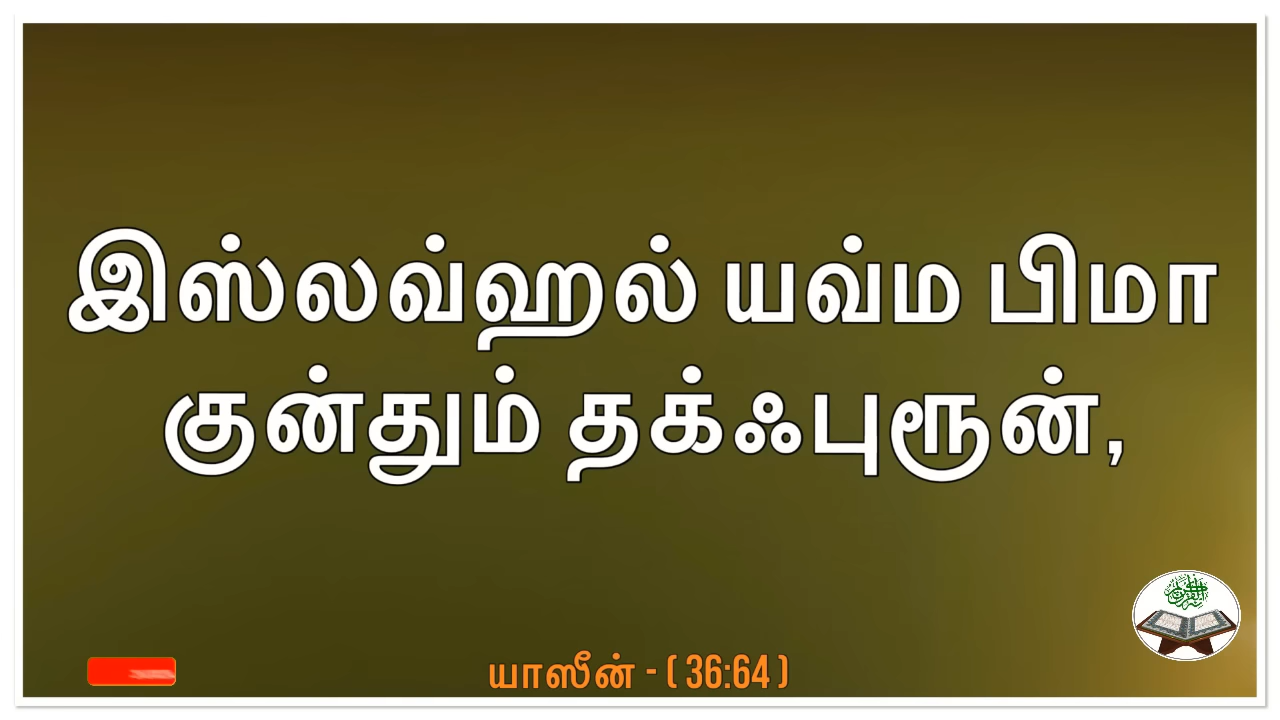 இஸ்லவ்ஹல் யவ்ம பிமா
குன்தும் தக்ஃபுரூன்,
யாஸீன் - ( 36:64 )